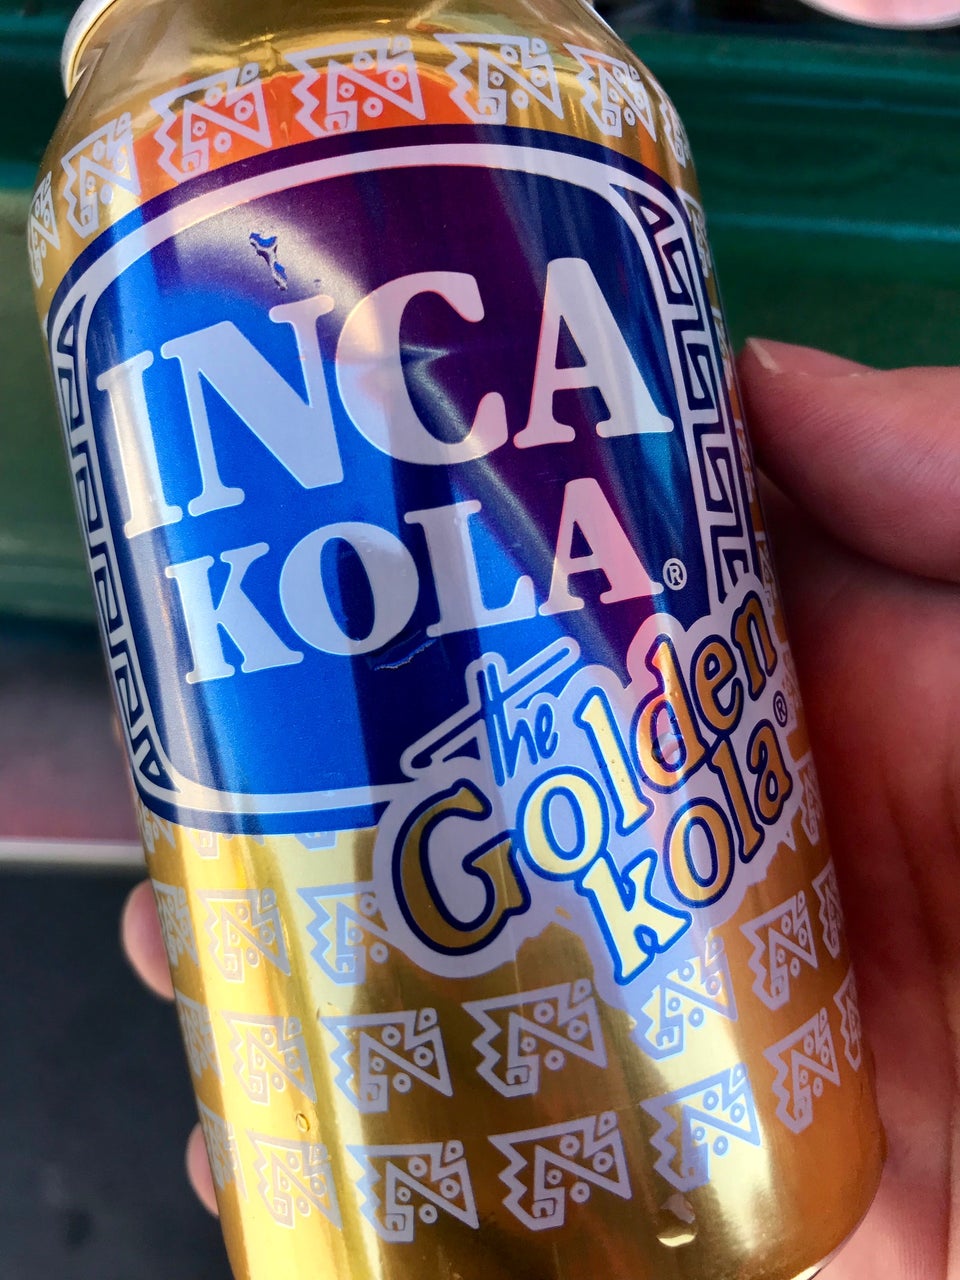 INCA
KOLA®
the
Golden
kola®